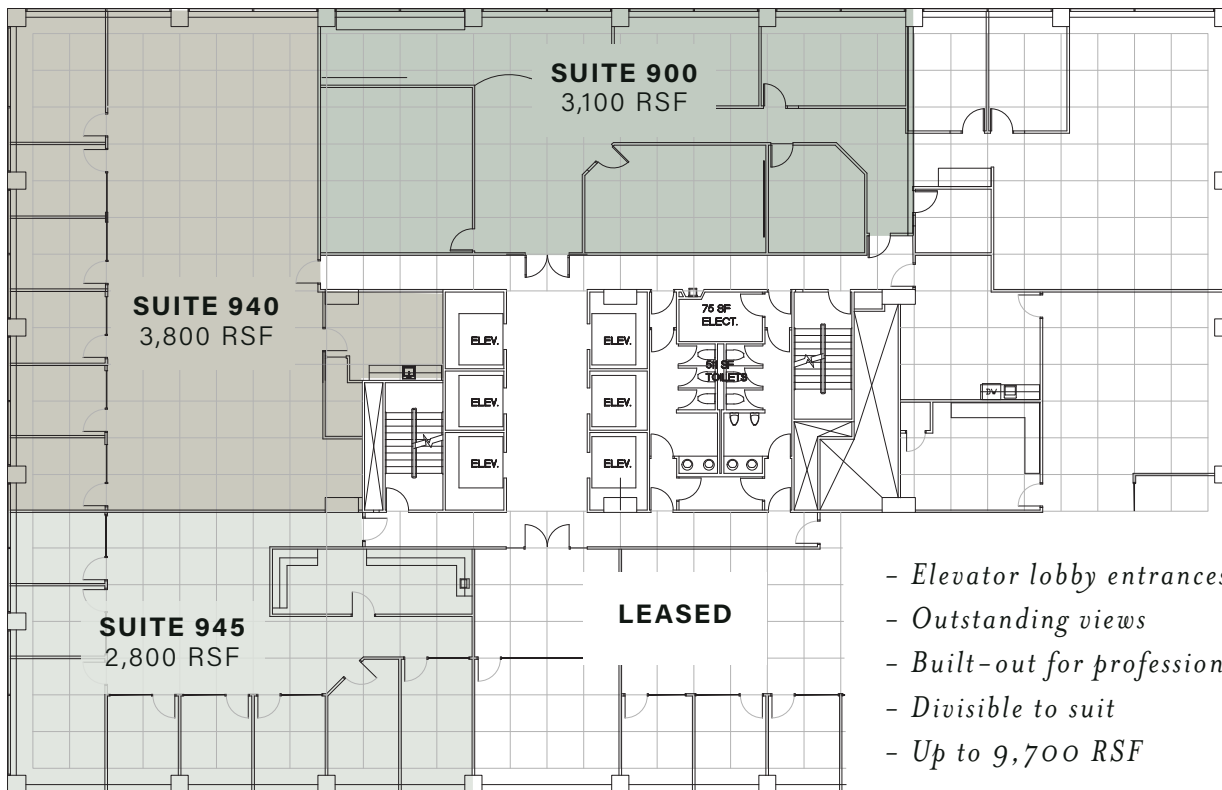 SUITE 900
3,100 RSF
SUITE 940
3,800 RSF
75 SF
ELECT.
ELEV.
ELEV.
SF
TOILETS
ELEV.
ELEV.
ELEV.
ELEV.
DW
SUITE 945
2,800 RSF
LEASED
- Elevator lobby entrances
- Outstanding views
- Built-out for profession
- Divisible to suit
- Up to 9,700 RSF